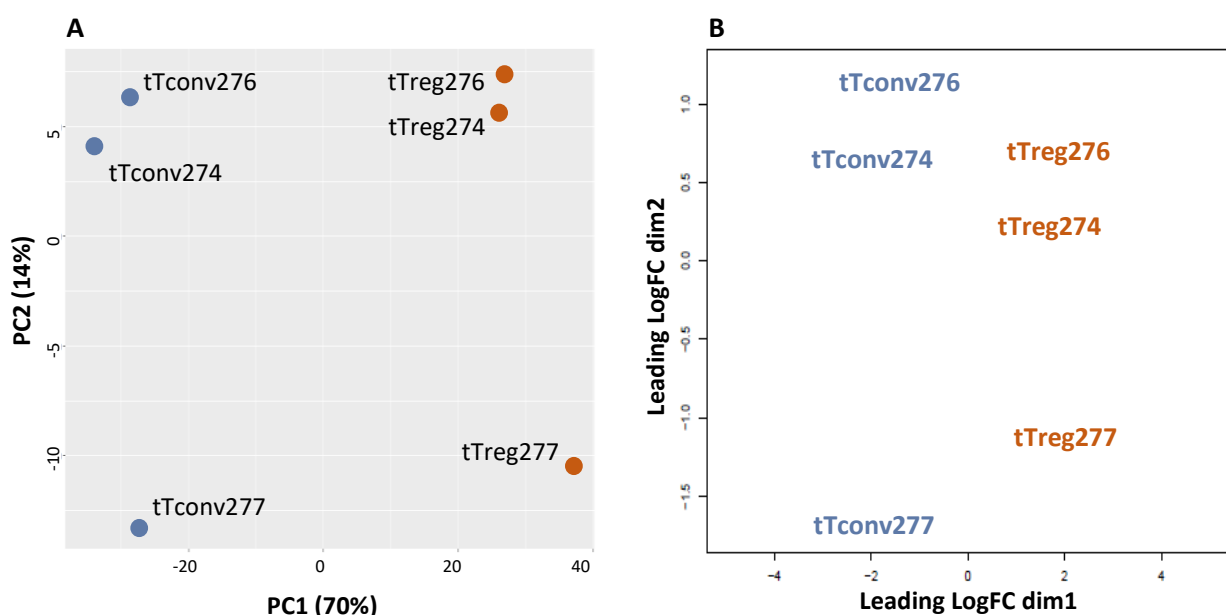 A
tTconv276
tTconv274
tTreg276
tTreg274
tTreg277
tTconv277
5
0
-5
-10
PC2 (14%)
-20
0
20
40
PC1 (70%)
B
tTconv276
tTconv274
tTreg276
tTreg274
tTreg277
tTconv277
1.0
0.5
0.0
−0.5
−1.0
−1.5
Leading LogFC dim2
−4
−2
0
2
4
Leading LogFC dim1